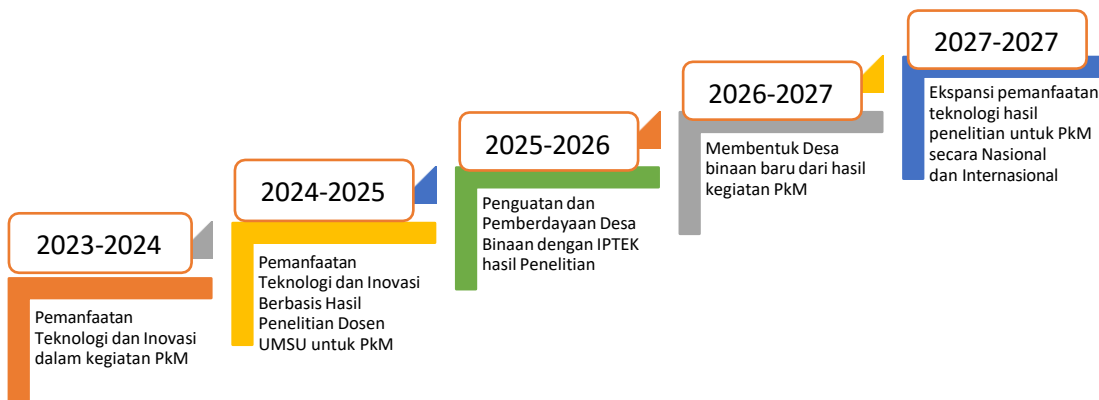 2023-2024
Pemanfaatan
Teknologi dan Inovasi
dalam kegiatan PkM
2024-2025
Pemanfaatan
Teknologi dan Inovasi
Berbasis Hasil
Penelitian Dosen
UMSU untuk PkM
2025-2026
Penguatan dan
Pemberdayaan Desa
Binaan dengan IPTEK
hasil Penelitian
2026-2027
Membentuk Desa
binaan baru dari hasil
kegiatan PkM
2027-2027
Ekspansi pemanfaatan
teknologi hasil
penelitian untuk PkM
secara Nasional
dan Internasional